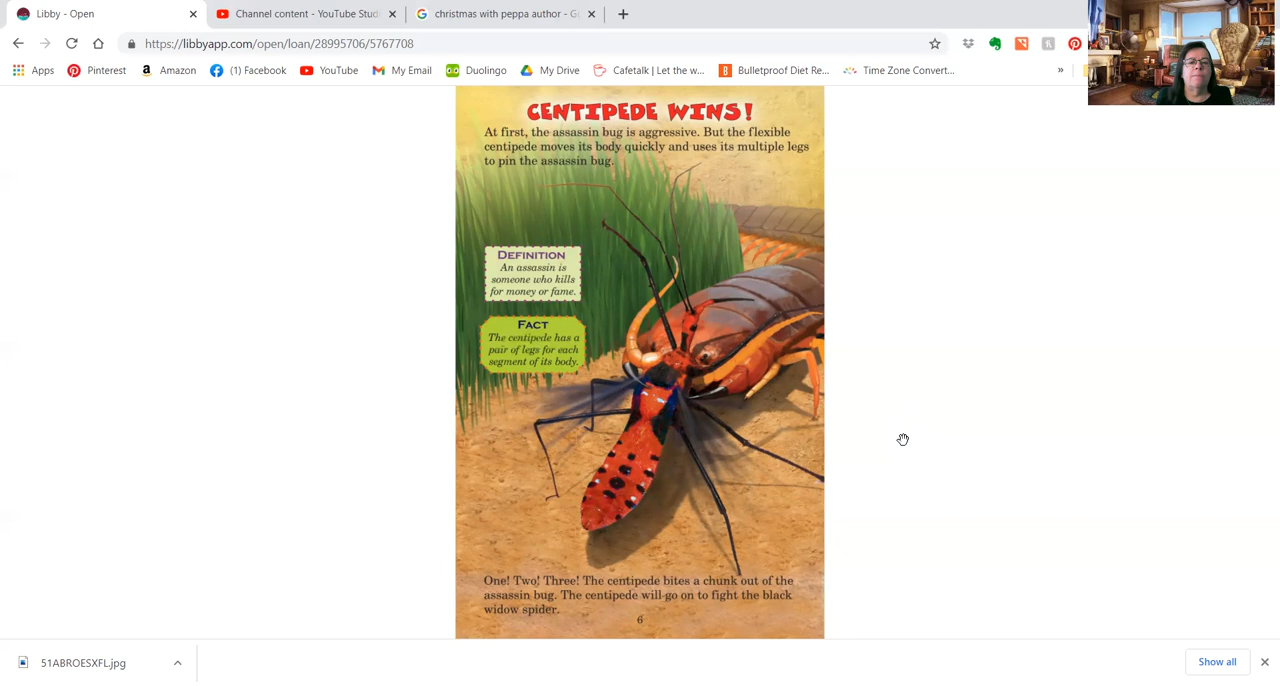 Libby - Open
Channel content - YouTube Stud
christmas with peppa author - G
https://libbyapp.com/open/loan/28995706/5767708
Apps
Pinterest
Amazon
(1) Facebook
YouTube
My Email
Duolingo
My Drive
Cafetalk | Let the w...
Bulletproof Diet Re...
Time Zone Convert...
»
CENTIPEDE WINS!
At first, the assassin bug is aggressive. But the flexible
centipede moves its body quickly and uses its multiple legs
to pin the assassin bug.
DEFINITION
An assassin is
someone who kills
for money or fame.
FACT
The centipede has a
pair of legs for each
segment of its body.
One! Two! Three! The centipede bites a chunk out of the
assassin bug. The centipede will go on to fight the black
widow spider.
6
51ABROESXFL.jpg
Show all